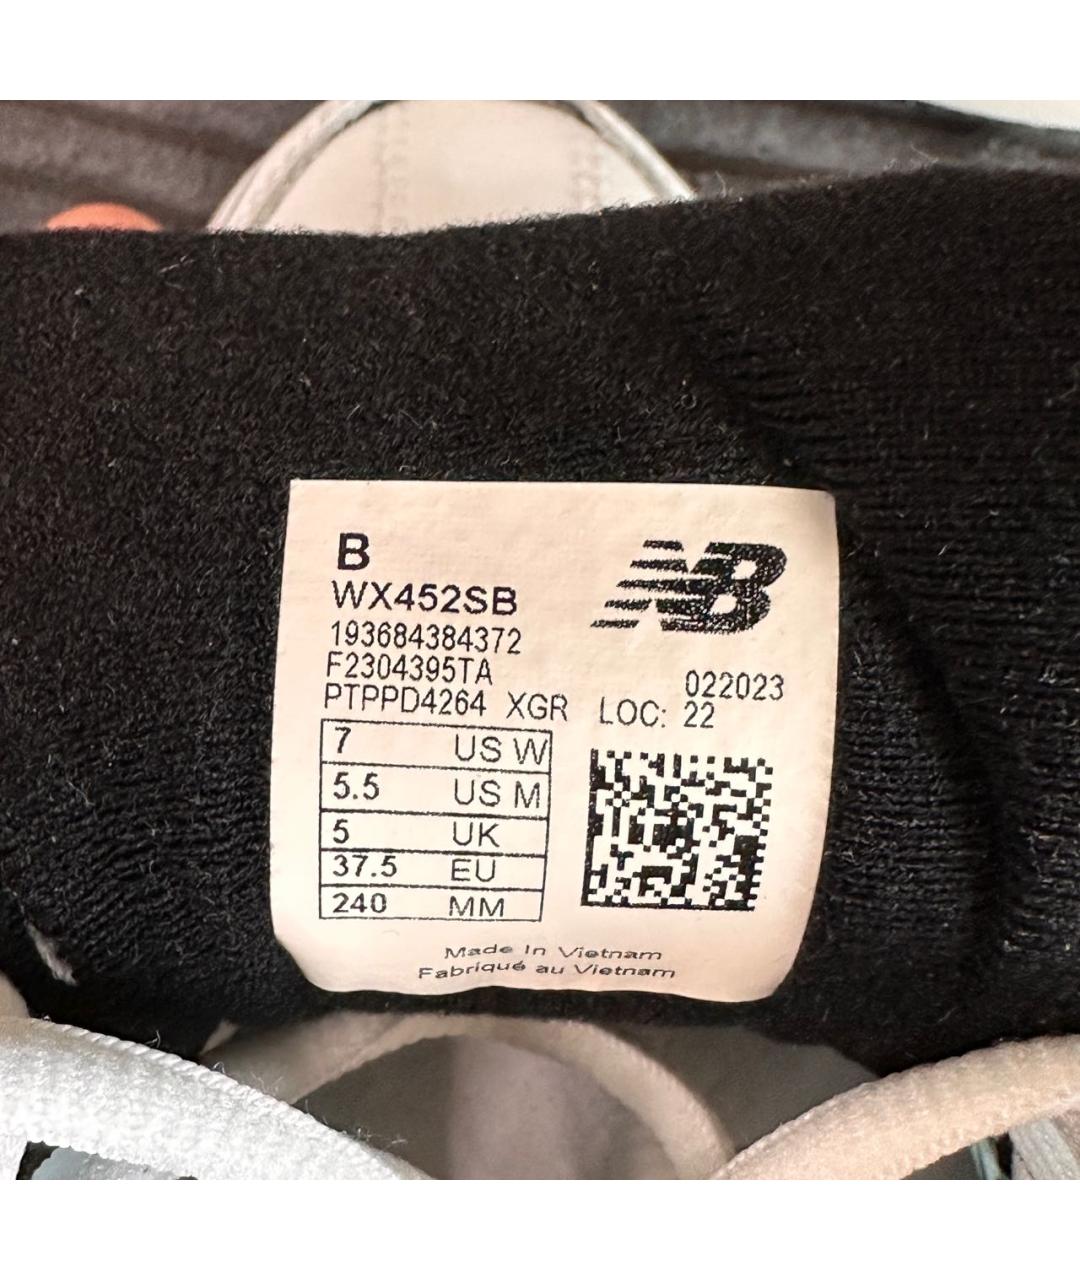 B
NB
WX452SB
193684384372
F2304395TA
022023
PTPPD4264 XGR LOC: 22
7 US W
5.5 US M
5 UK
37.5 EU
240 MM
Made In Vietnam
Fabriqué au Vietnam